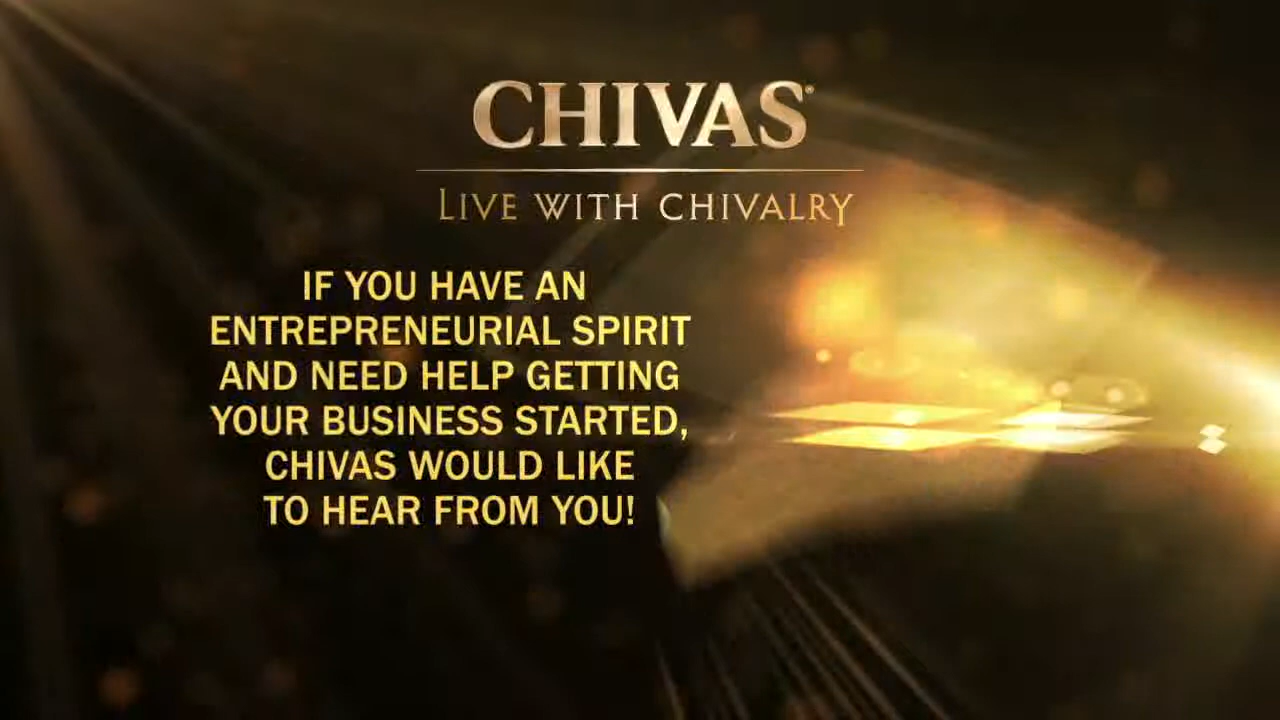 CHIVAS®
LIVE WITH CHIVALRY
IF YOU HAVE AN
ENTREPRENEURIAL SPIRIT
AND NEED HELP GETTING
YOUR BUSINESS STARTED,
CHIVAS WOULD LIKE
TO HEAR FROM YOU!